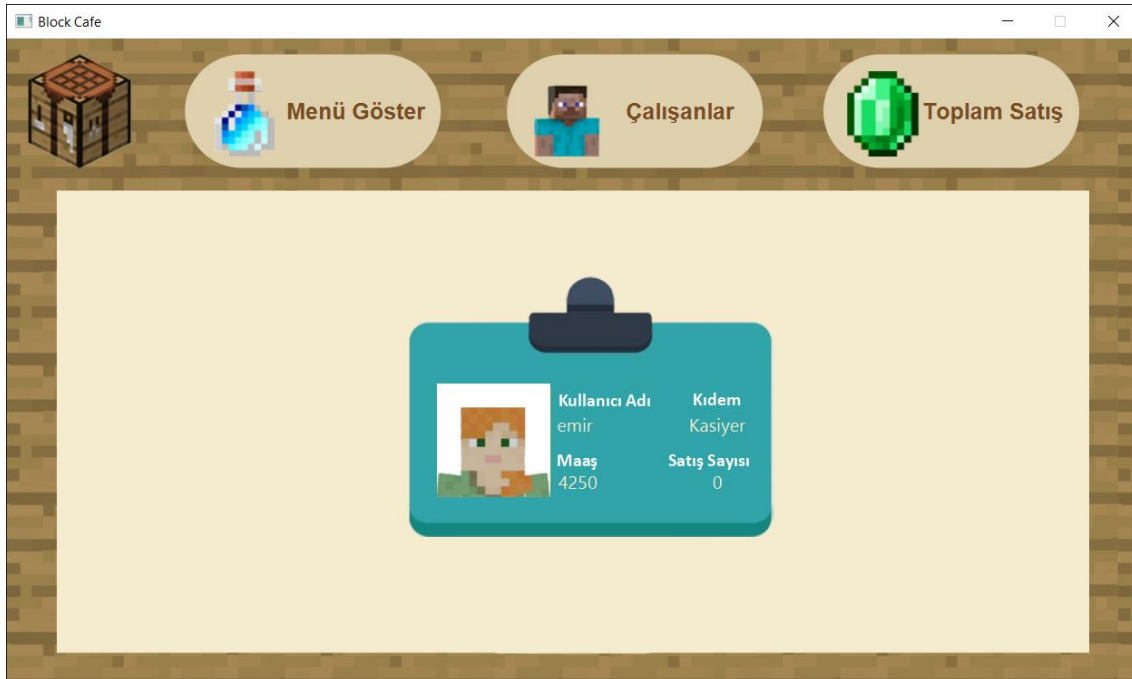 Block Cafe
Menü Göster
Çalışanlar
Toplam Satış
Kullanıcı Adı
Kıdem
emir
Kasiyer
Maaş
Satış Sayısı
4250
0